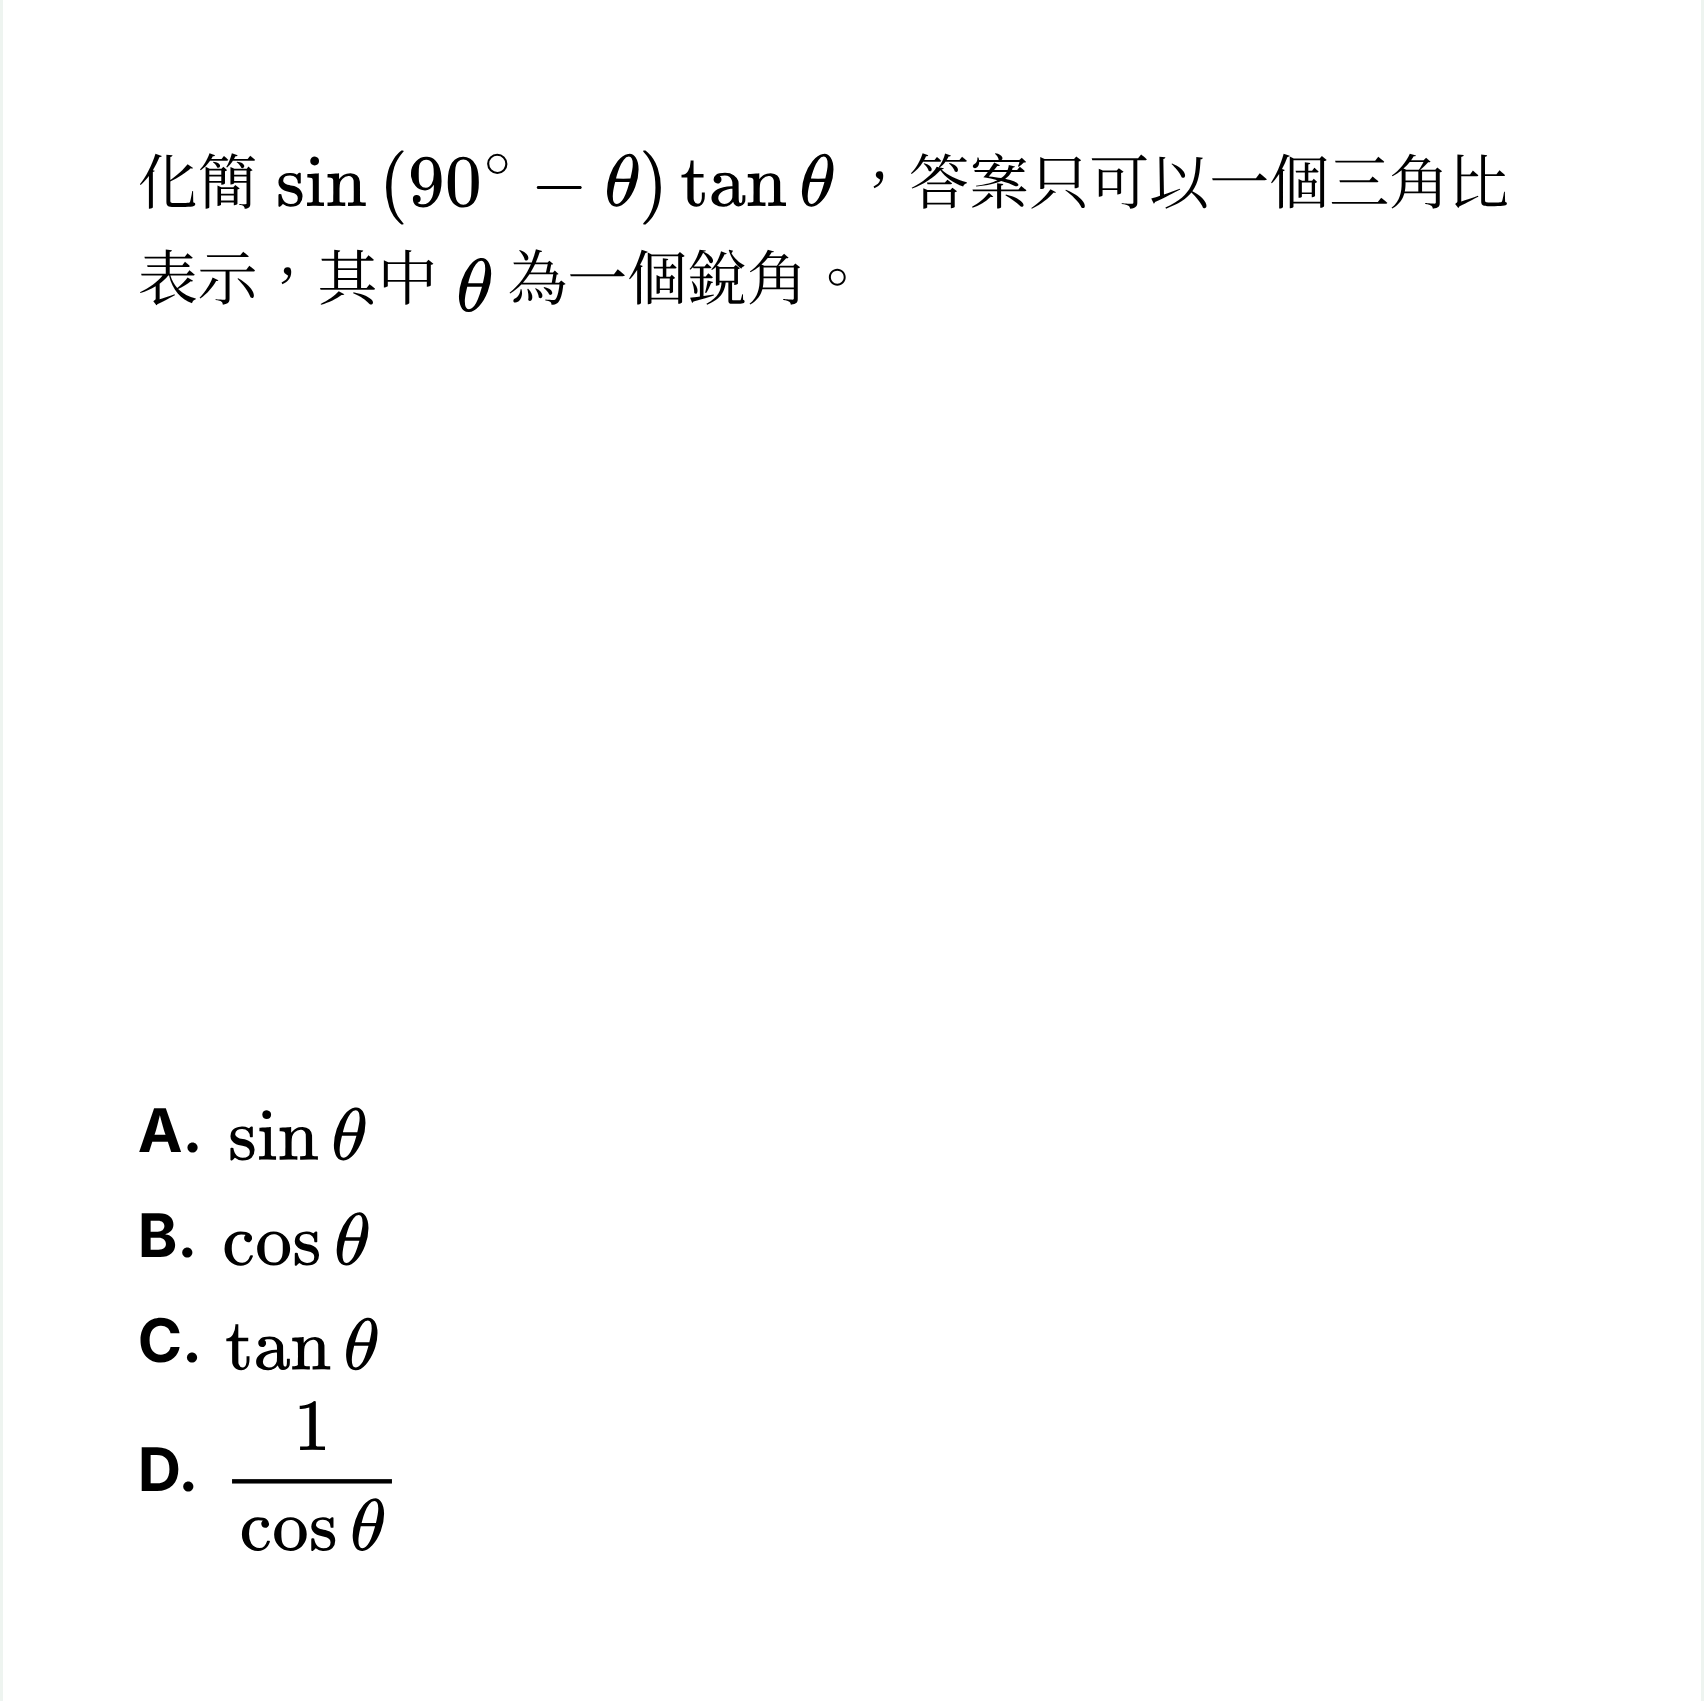 化簡 sin (90° − θ) tan θ ，答案只可以一個三角比
表示，其中 θ 為一個銳角。
A. sin θ
B. cos θ
C. tan θ
D. 1/cos θ